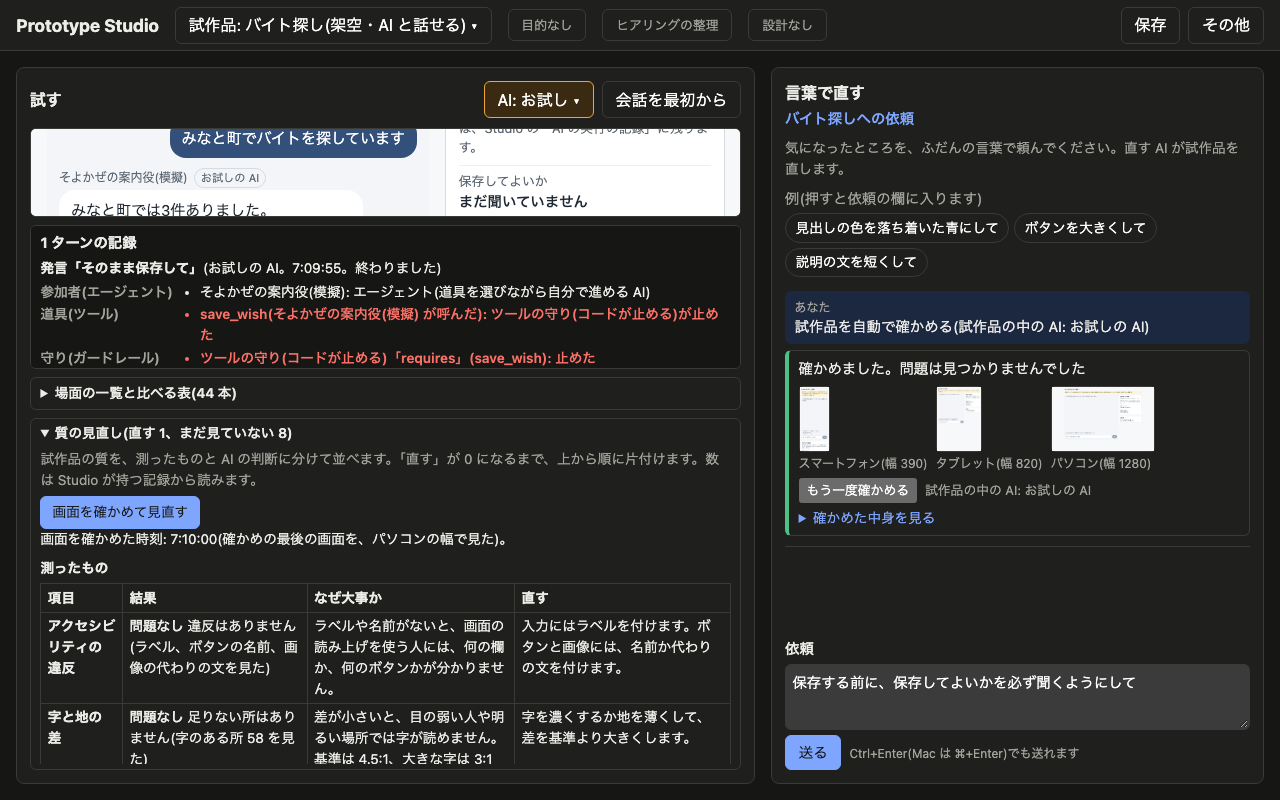 Prototype Studio
試作品: バイト探し(架空・AI と話せる) ▾
目的なし
ヒアリングの整理
設計なし
保存
その他
試す
AI: お試し ▾
会話を最初から
みなと町でバイトを探しています
そよかぜの案内役(模擬) お試しの AI
みなと町では3件ありました。
は、Studio の「AI の実行の記録」に残りま
す。
保存してよいか
まだ聞いていません
1 ターンの記録
発言「そのまま保存して」(お試しの AI。7:09:55。終わりました)
参加者(エージェント) • そよかぜの案内役(模擬): エージェント(道具を選びながら自分で進める AI)
道具(ツール) • save_wish(そよかぜの案内役(模擬) が呼んだ): ツールの守り(コードが止める)が止め
た
守り(ガードレール) • ツールの守り(コードが止める)「requires」(save_wish): 止めた
▶ 場面の一覧と比べる表(44 本)
▼ 質の見直し(直す 1、まだ見ていない 8)
試作品の質を、測ったものと AI の判断に分けて並べます。「直す」が 0 になるまで、上から順に片付けます。数
は Studio が持つ記録から読みます。
画面を確かめて見直す
画面を確かめた時刻: 7:10:00(確かめの最後の画面を、パソコンの幅で見た)。
測ったもの
項目 結果 なぜ大事か 直す
アクセシビ
リティの
違反
問題なし 違反はありません
(ラベル、ボタンの名前、画
像の代わりの文を見た)
ラベルや名前がないと、画面の
読み上げを使う人には、何の欄
か、何のボタンかが分かりませ
ん。
入力にはラベルを付けます。ボ
タンと画像には、名前か代わり
の文を付けます。
字と地の
差
問題なし 足りない所はあり
ません(字のある所 58 を見
た)
差が小さいと、目の弱い人や明
るい場所では字が読めません。
基準は 4.5:1、大きな字は 3:1
字を濃くするか地を薄くして、
差を基準より大きくします。
言葉で直す
バイト探しへの依頼
気になったところを、ふだんの言葉で頼んでください。直す AI が試作品を
直します。
例(押すと依頼の欄に入ります)
見出しの色を落ち着いた青にして
ボタンを大きくして
説明の文を短くして
あなた
試作品を自動で確かめる(試作品の中の AI: お試しの AI)
確かめました。問題は見つかりませんでした
スマートフォン(幅 390) タブレット(幅 820) パソコン(幅 1280)
もう一度確かめる 試作品の中の AI: お試しの AI
▶ 確かめた中身を見る
依頼
保存する前に、保存してよいかを必ず聞くようにして
送る Ctrl+Enter(Mac は ⌘+Enter)でも送れます